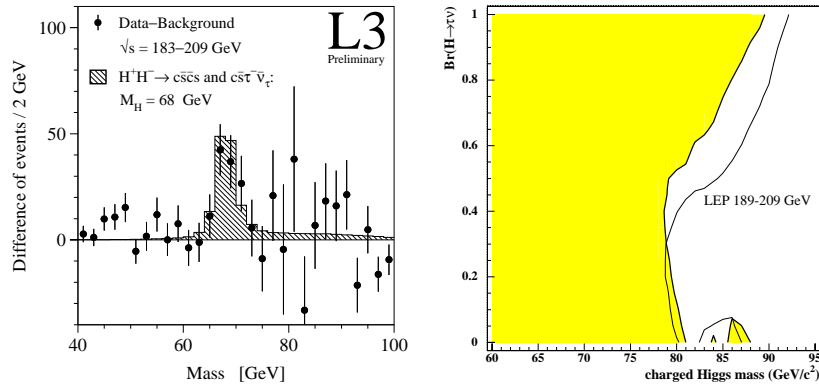 Difference of events / 2 GeV
100
50
0
40
60
80
100
Mass [GeV]
Data−Background
√s = 183−209 GeV
H⁺H⁻→ cs̄c̄s and cs̄τ⁻ν̄τ:
M_H = 68 GeV
L3
Preliminary
Br(H→τν)
1
0.8
0.6
0.4
0.2
0
60
65
70
75
80
85
90
95
charged Higgs mass (GeV/c²)
LEP 189-209 GeV